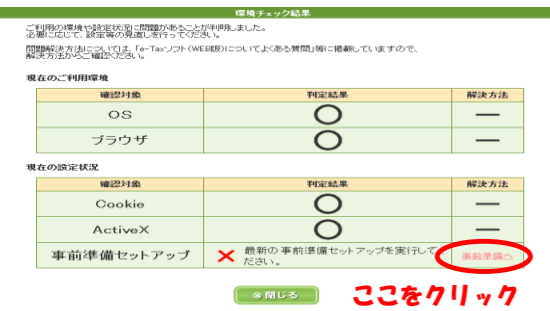 環境チェック結果
ご利用の環境や設定状況に問題があることが判明しました。
必要に応じて、設定等の見直しを行ってください。
問題解決方法については、「e-Taxソフト(WEB版)についてよくある質問」等に掲載していますので、
解決方法からご確認ください。
現在のご利用環境
確認対象 判定結果 解決方法
OS ○ ―
ブラウザ ○ ―
現在の設定状況
確認対象 判定結果 解決方法
Cookie ○ ―
ActiveX ○ ―
事前準備セットアップ × 最新の事前準備セットアップを実行して
ださい。
事前準備へ
⊗閉じる
ここをクリック